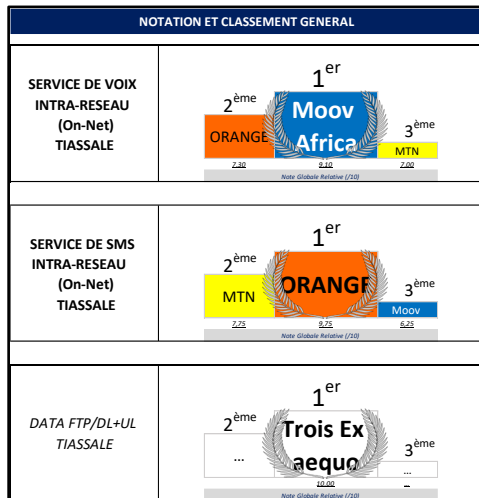 NOTATION ET CLASSEMENT GENERAL
SERVICE DE VOIX
INTRA-RESEAU
(On-Net)
TIASSALE
1er
2ème
Moov
Africa
ORANGE
3ème
MTN
7,30
9,10
7,00
Note Globale Relative (/10)
SERVICE DE SMS
INTRA-RESEAU
(On-Net)
TIASSALE
1er
2ème
ORANGE
MTN
3ème
Moov
7,75
9,75
6,25
Note Globale Relative (/10)
DATA FTP/DL+UL
TIASSALE
1er
2ème
Trois Ex
aequo
...
3ème
...
10,00
...
Note Globale Relative (/10)